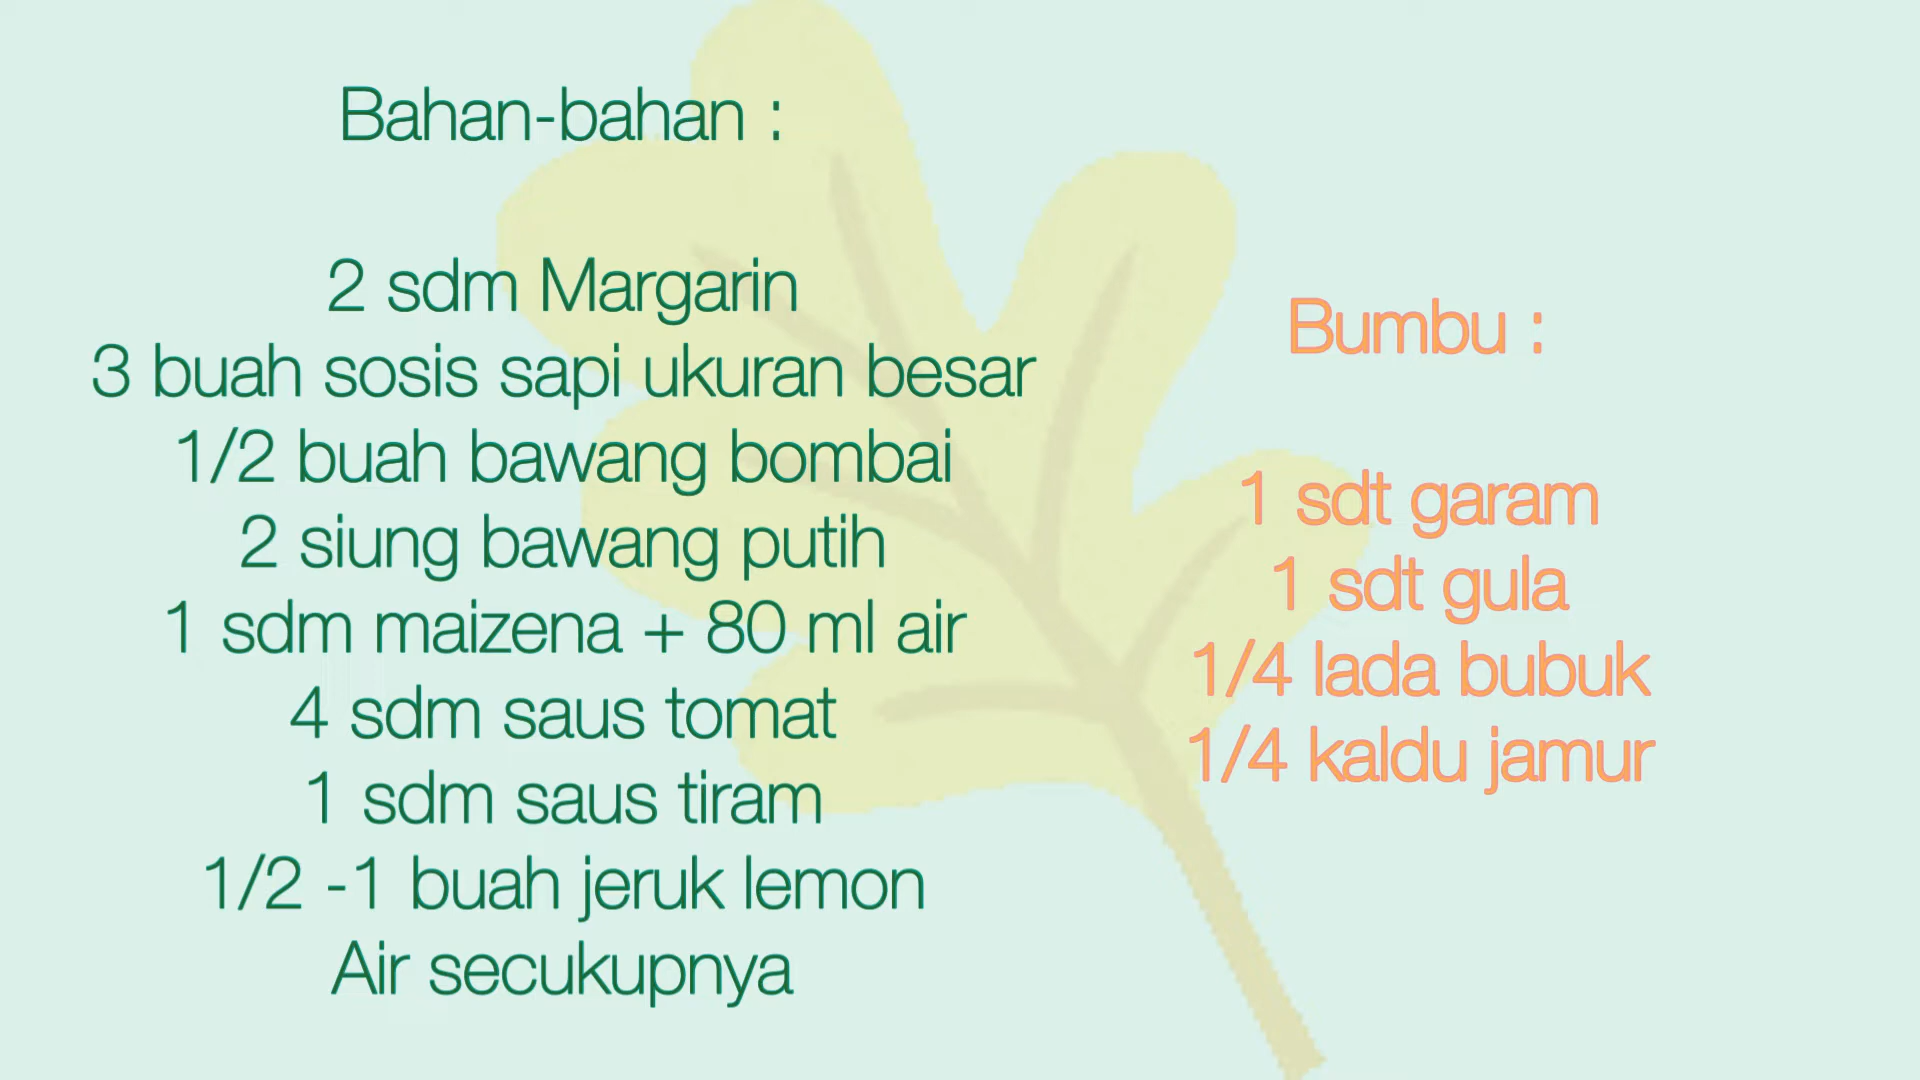 Bahan-bahan :
2 sdm Margarin
3 buah sosis sapi ukuran besar
1/2 buah bawang bombai
2 siung bawang putih
1 sdm maizena + 80 ml air
4 sdm saus tomat
1 sdm saus tiram
1/2 -1 buah jeruk lemon
Air secukupnya
Bumbu :
1 sdt garam
1 sdt gula
1/4 lada bubuk
1/4 kaldu jamur